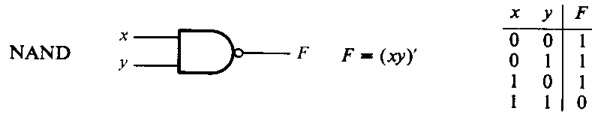 NAND x y F F = (xy)′
x y F
0 0 1
0 1 1
1 0 1
1 1 0